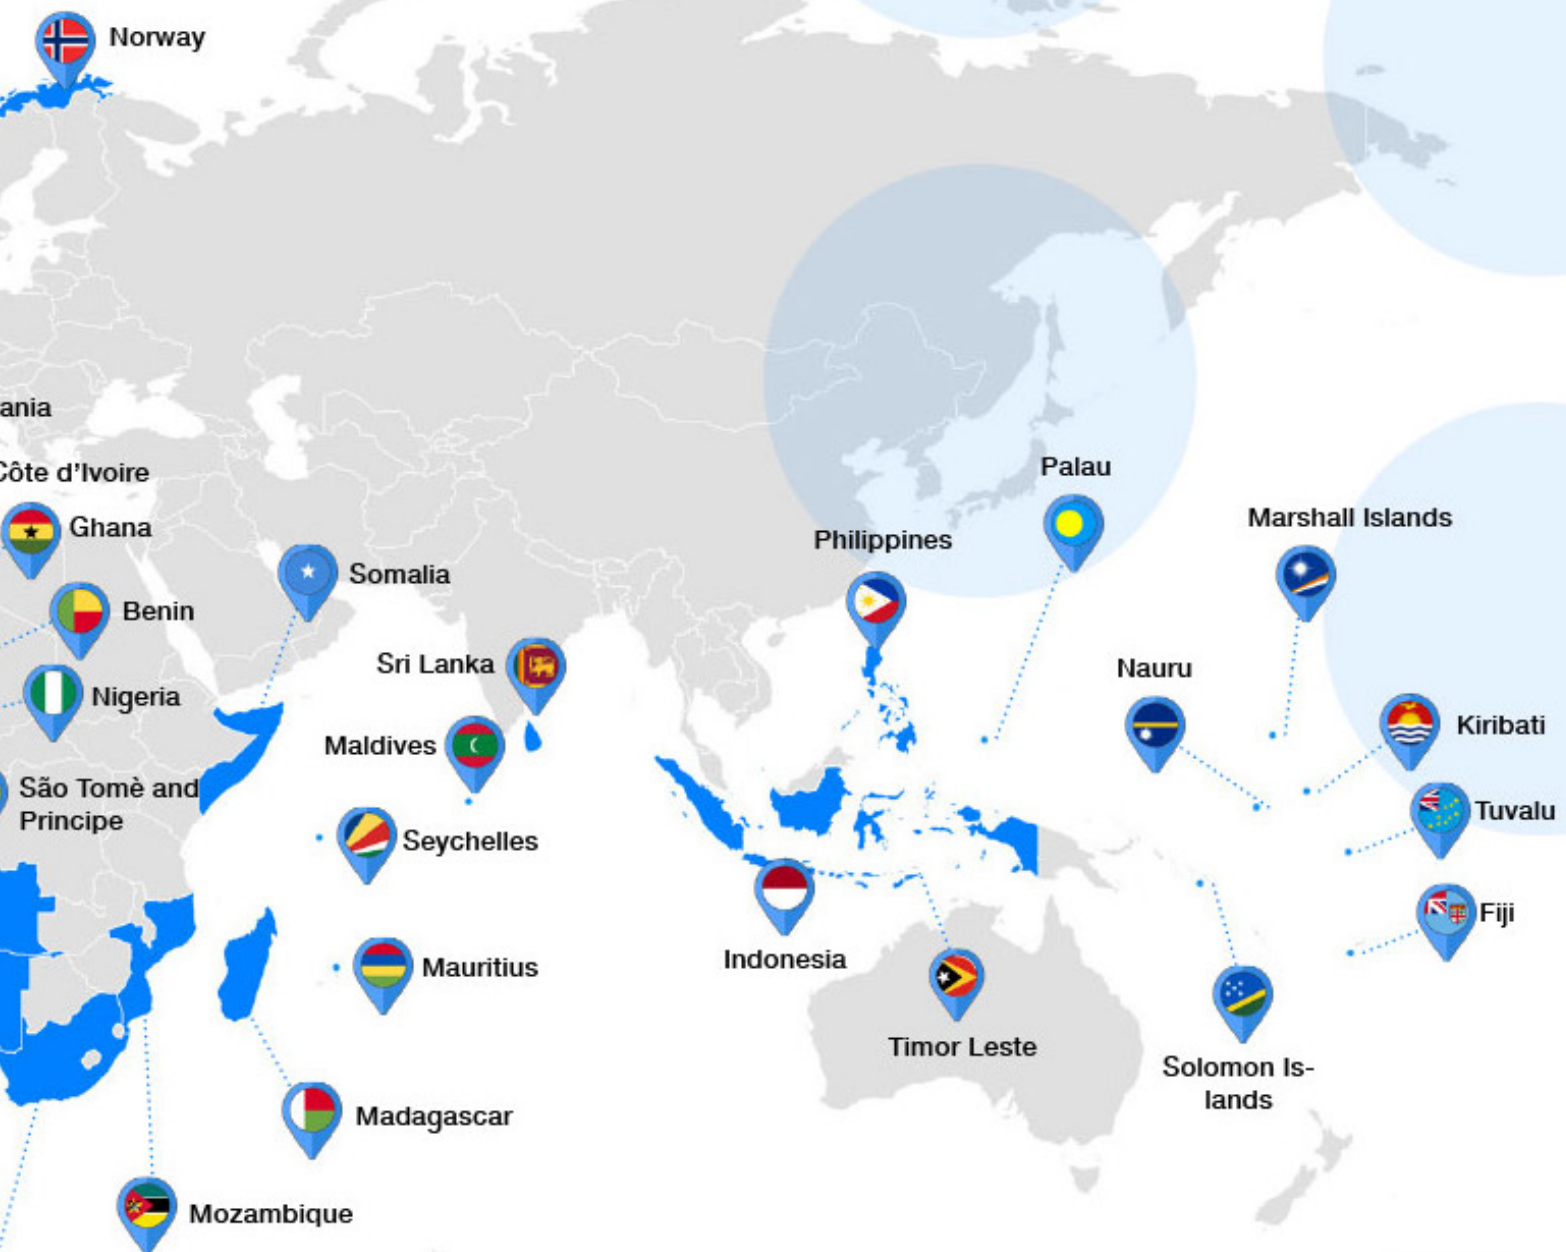 Norway
ania
Côte d’Ivoire
Ghana
Palau
Marshall Islands
Philippines
Somalia
Benin
Sri Lanka
Nauru
Nigeria
Kiribati
Maldives
São Tomè and
Principe
Tuvalu
Seychelles
Fiji
Indonesia
Mauritius
Timor Leste
Solomon Is-
lands
Madagascar
Mozambique